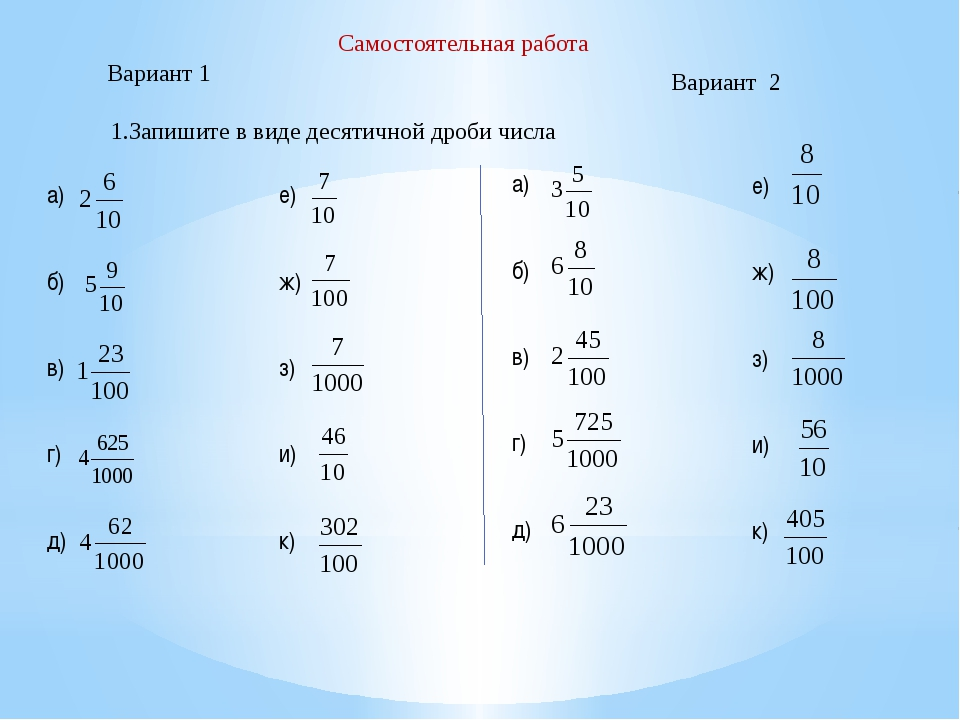 Самостоятельная работа
Вариант 1
Вариант 2
1.Запишите в виде десятичной дроби числа
а) 2 6/10
б) 5 9/10
в) 1 23/100
г) 4 625/1000
д) 4 62/1000
е) 7/10
ж) 7/100
з) 7/1000
и) 46/10
к) 302/100
а) 3 5/10
б) 6 8/10
в) 2 45/100
г) 5 725/1000
д) 6 23/1000
е) 8/10
ж) 8/100
з) 8/1000
и) 56/10
к) 405/100